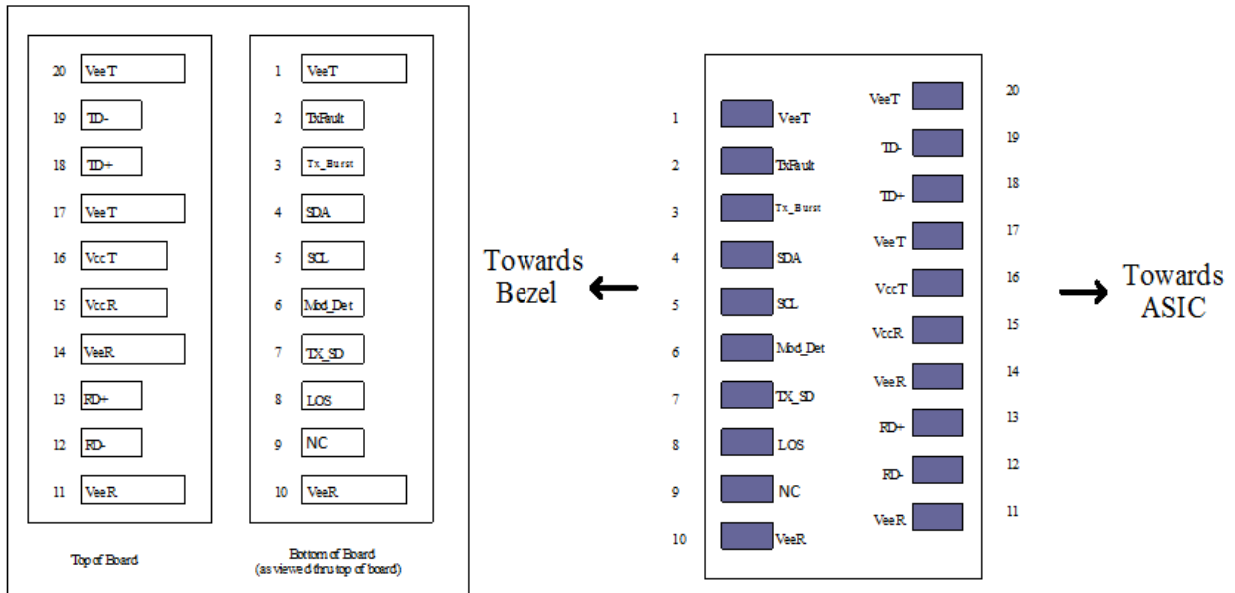 20 VeeT
19 TD-
18 TD+
17 VeeT
16 VccT
15 VccR
14 VeeR
13 RD+
12 RD-
11 VeeR
Top of Board
1 VeeT
2 TxFault
3 Tx_Burst
4 SDA
5 SCL
6 Mod_Det
7 TX_SD
8 LOS
9 NC
10 VeeR
Bottom of Board
(as viewed thru top of board)
Towards
Bezel
1 VeeT
2 TxFault
3 Tx_Burst
4 SDA
5 SCL
6 Mod_Det
7 TX_SD
8 LOS
9 NC
10 VeeR
VeeT 20
TD- 19
TD+ 18
VeeT 17
VccT 16
VccR 15
VeeR 14
RD+ 13
RD- 12
VeeR 11
Towards
ASIC